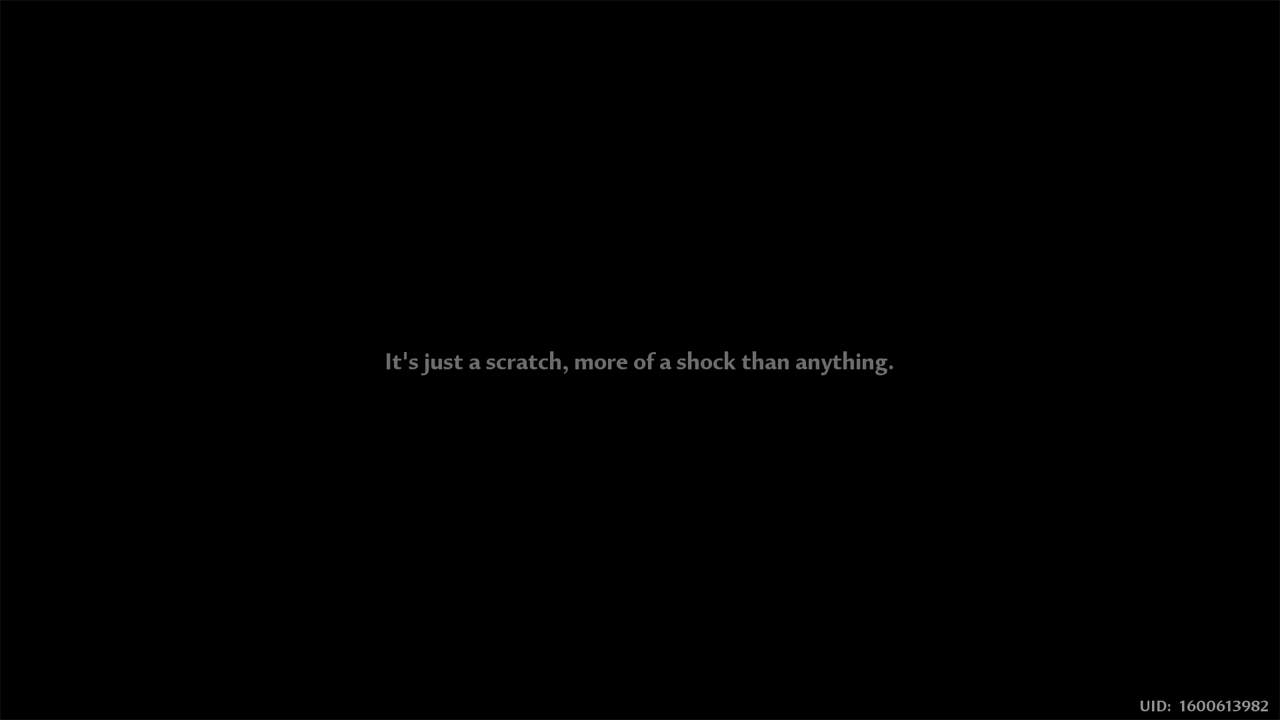 It's just a scratch, more of a shock than anything.
UID: 1600613982